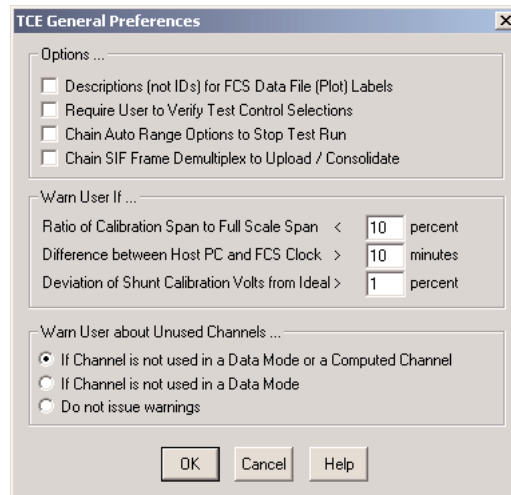 TCE General Preferences
Options ...
Descriptions (not IDs) for FCS Data File (Plot) Labels
Require User to Verify Test Control Selections
Chain Auto Range Options to Stop Test Run
Chain SIF Frame Demultiplex to Upload / Consolidate
Warn User If ...
Ratio of Calibration Span to Full Scale Span < 10 percent
Difference between Host PC and FCS Clock > 10 minutes
Deviation of Shunt Calibration Volts from Ideal > 1 percent
Warn User about Unused Channels ...
If Channel is not used in a Data Mode or a Computed Channel
If Channel is not used in a Data Mode
Do not issue warnings
OK Cancel Help